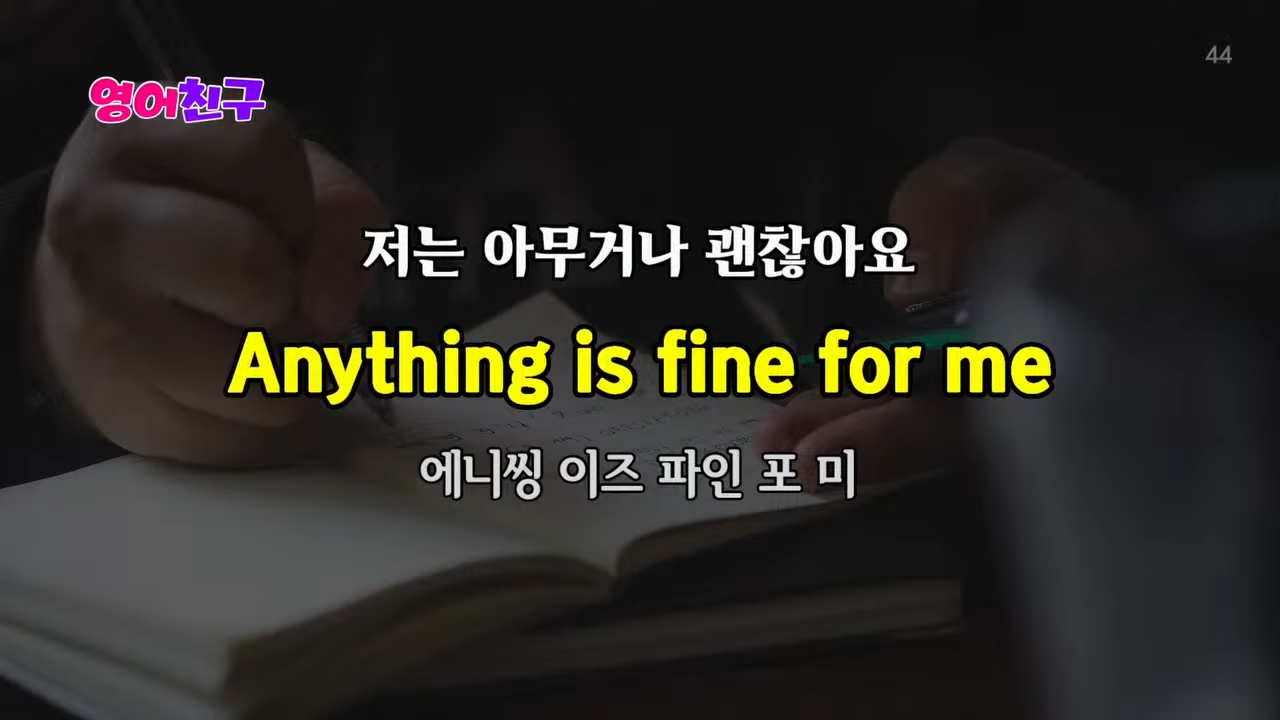 44
영어친구
저는 아무거나 괜찮아요
Anything is fine for me
에니씽 이즈 파인 포 미